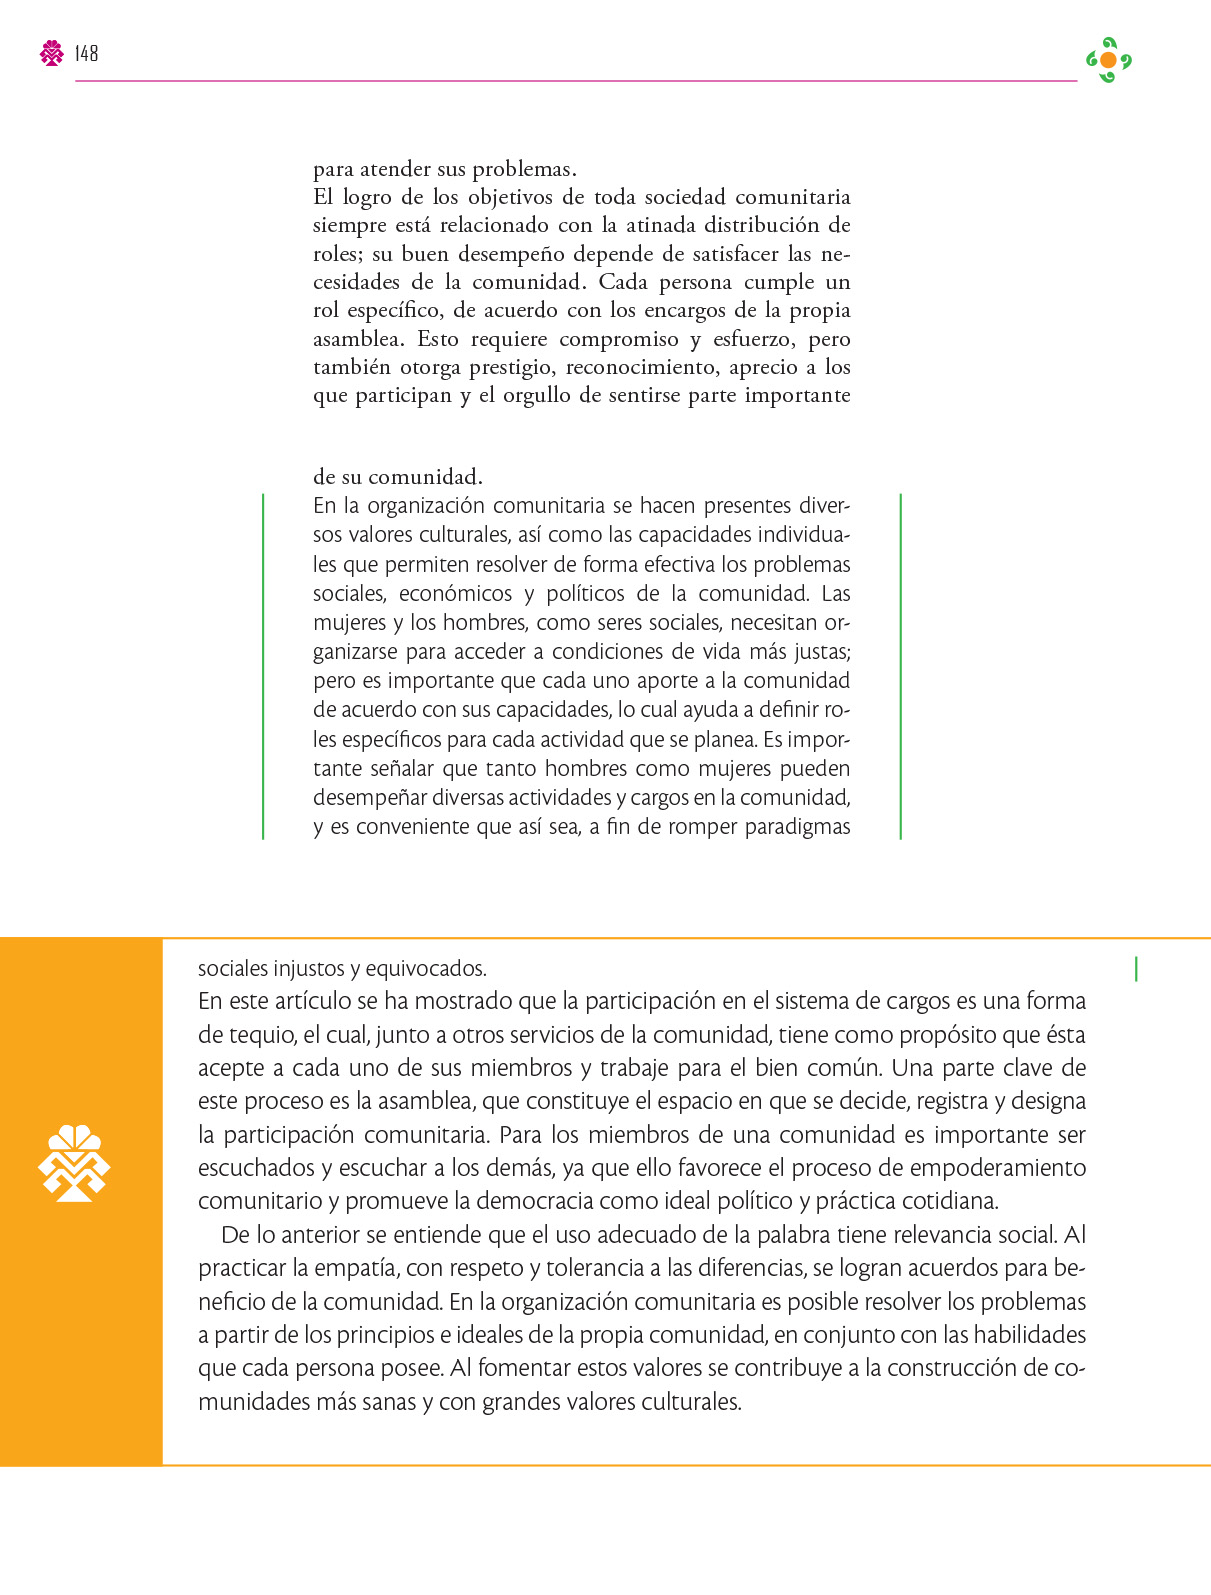 148
para atender sus problemas.
El logro de los objetivos de toda sociedad comunitaria
siempre está relacionado con la atinada distribución de
roles; su buen desempeño depende de satisfacer las ne-
cesidades de la comunidad. Cada persona cumple un
rol específico, de acuerdo con los encargos de la propia
asamblea. Esto requiere compromiso y esfuerzo, pero
también otorga prestigio, reconocimiento, aprecio a los
que participan y el orgullo de sentirse parte importante
de su comunidad.
En la organización comunitaria se hacen presentes diver-
sos valores culturales, así como las capacidades individua-
les que permiten resolver de forma efectiva los problemas
sociales, económicos y políticos de la comunidad. Las
mujeres y los hombres, como seres sociales, necesitan or-
ganizarse para acceder a condiciones de vida más justas;
pero es importante que cada uno aporte a la comunidad
de acuerdo con sus capacidades, lo cual ayuda a definir ro-
les específicos para cada actividad que se planea. Es impor-
tante señalar que tanto hombres como mujeres pueden
desempeñar diversas actividades y cargos en la comunidad,
y es conveniente que así sea, a fin de romper paradigmas
sociales injustos y equivocados.
En este artículo se ha mostrado que la participación en el sistema de cargos es una forma
de tequio, el cual, junto a otros servicios de la comunidad, tiene como propósito que ésta
acepte a cada uno de sus miembros y trabaje para el bien común. Una parte clave de
este proceso es la asamblea, que constituye el espacio en que se decide, registra y designa
la participación comunitaria. Para los miembros de una comunidad es importante ser
escuchados y escuchar a los demás, ya que ello favorece el proceso de empoderamiento
comunitario y promueve la democracia como ideal político y práctica cotidiana.
De lo anterior se entiende que el uso adecuado de la palabra tiene relevancia social. Al
practicar la empatía, con respeto y tolerancia a las diferencias, se logran acuerdos para be-
neficio de la comunidad. En la organización comunitaria es posible resolver los problemas
a partir de los principios e ideales de la propia comunidad, en conjunto con las habilidades
que cada persona posee. Al fomentar estos valores se contribuye a la construcción de co-
munidades más sanas y con grandes valores culturales.